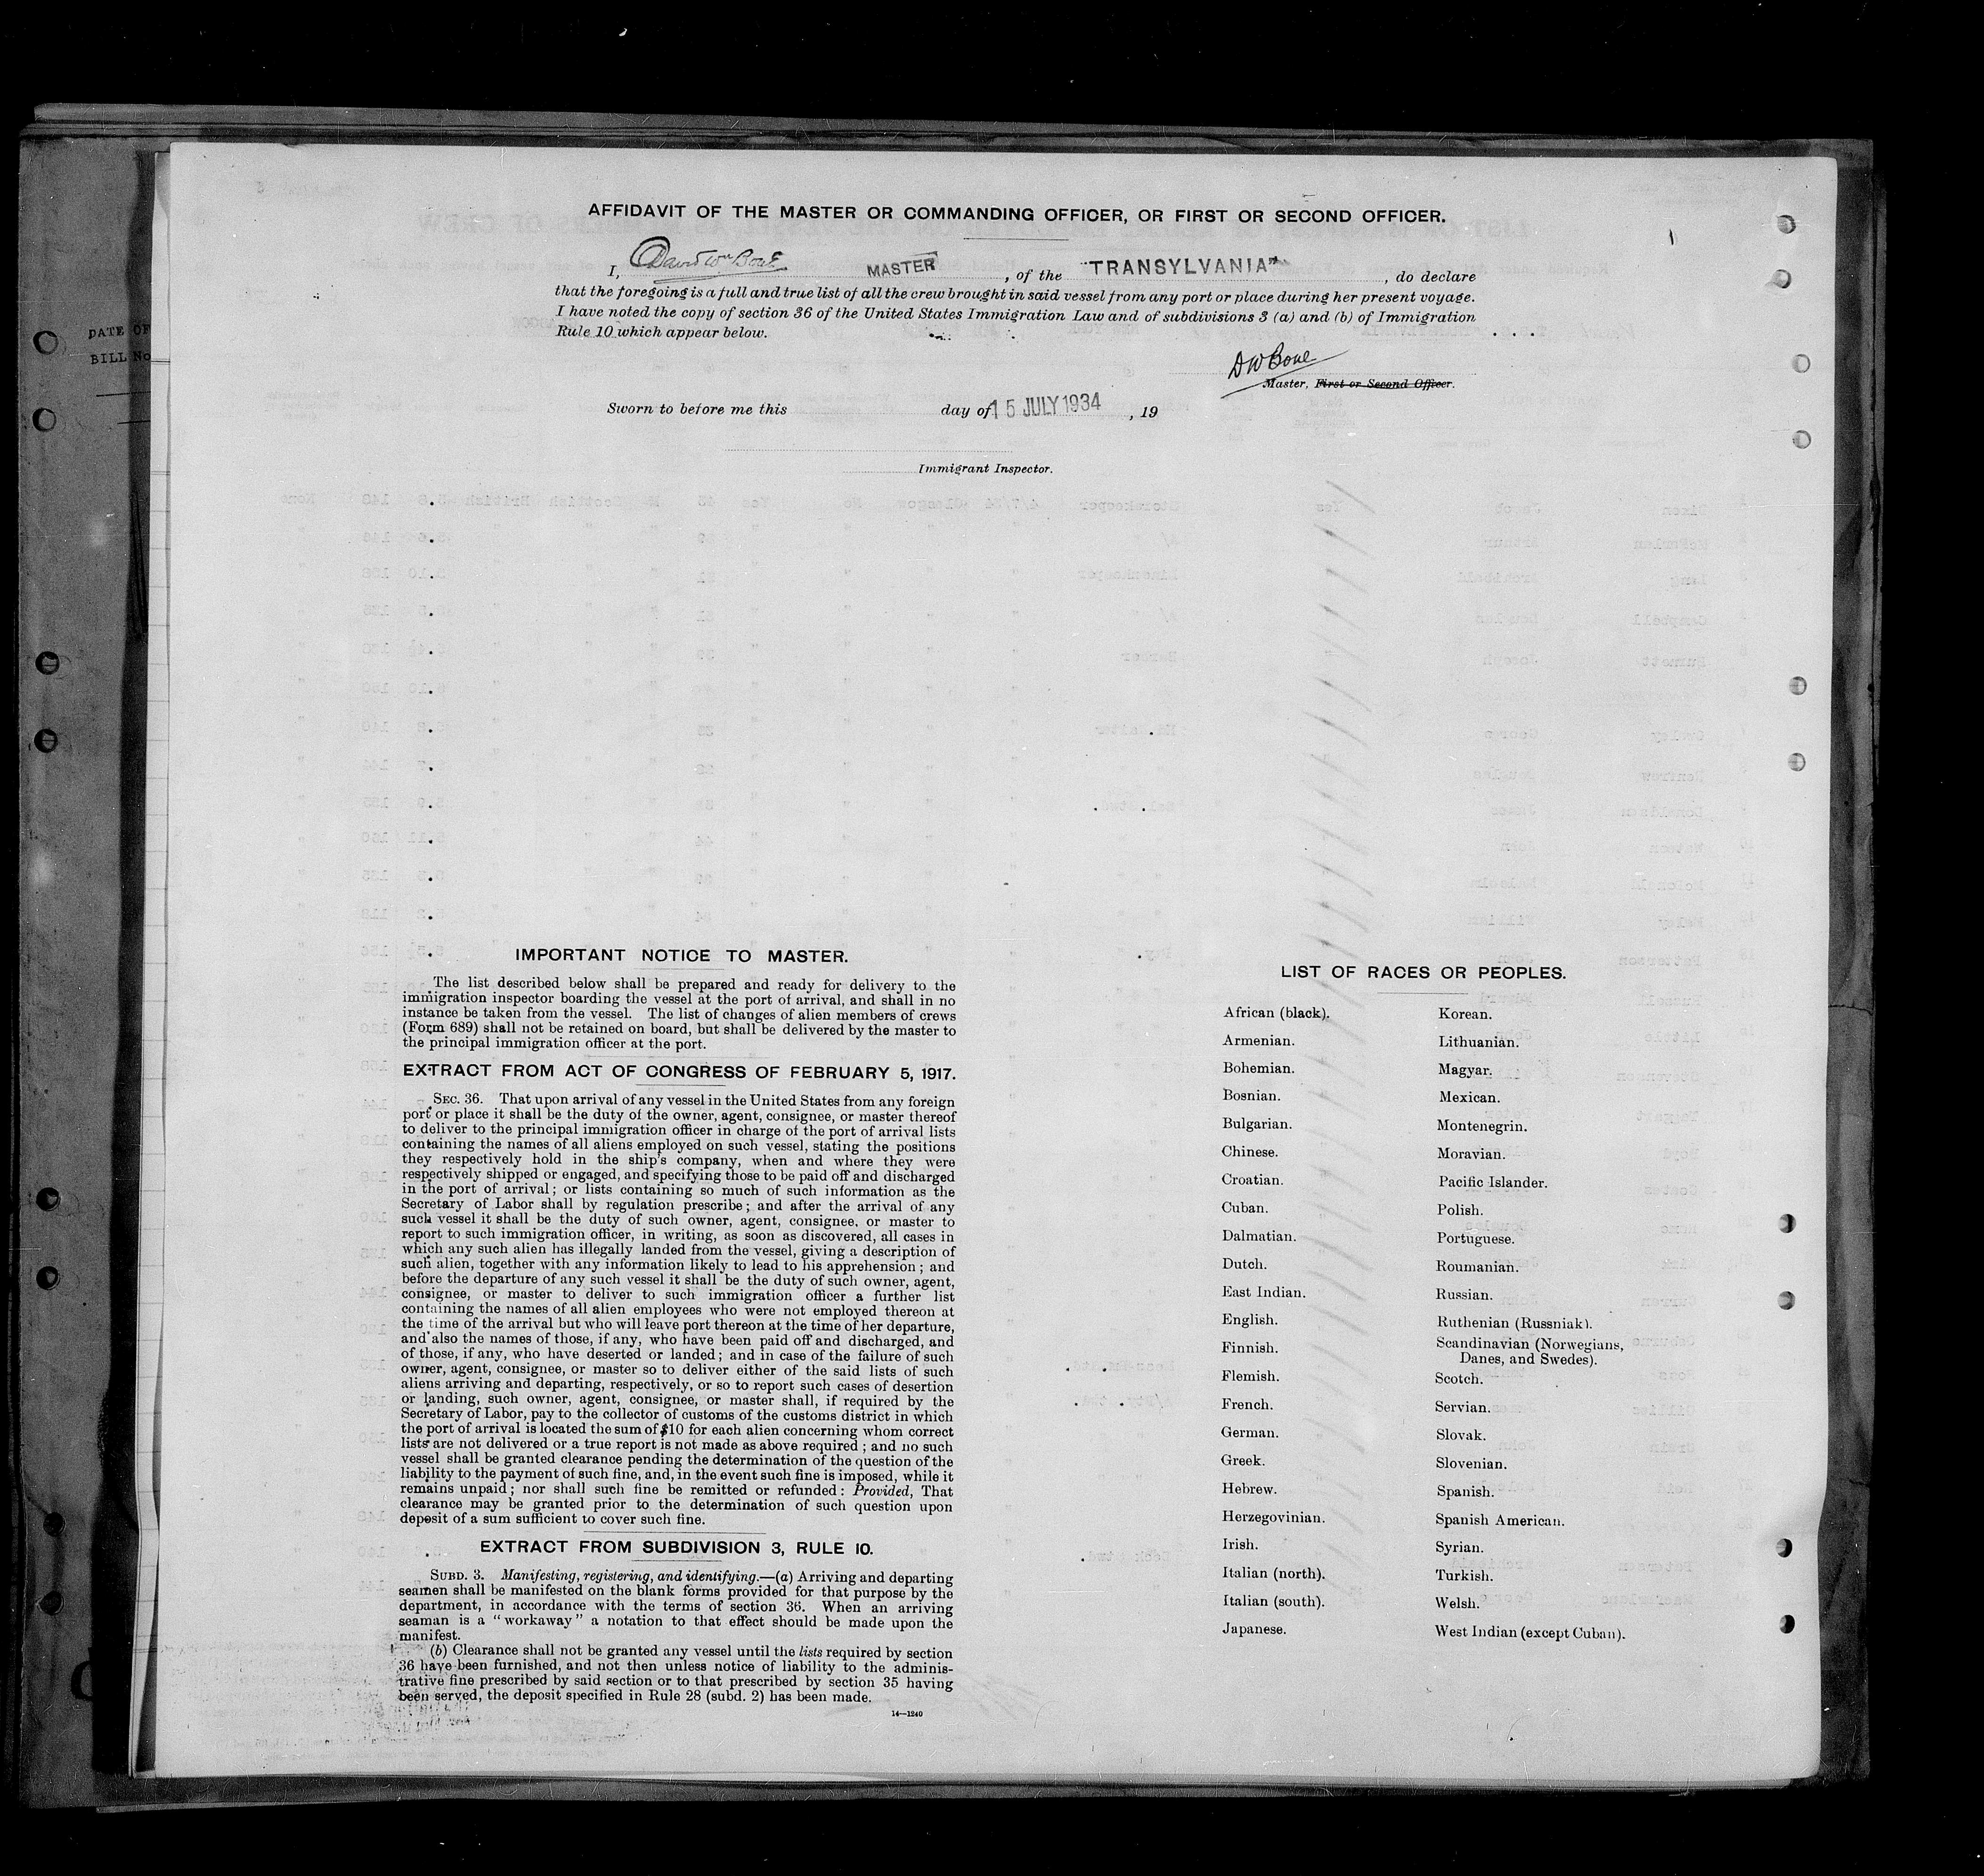 AFFIDAVIT OF THE MASTER OR COMMANDING OFFICER, OR FIRST OR SECOND OFFICER.
I, David Wm Bone MASTER, of the "TRANSYLVANIA", do declare
that the foregoing is a full and true list of all the crew brought in said vessel from any port or place during her present voyage.
I have noted the copy of section 36 of the United States Immigration Law and of subdivisions 3 (a) and (b) of Immigration
Rule 10 which appear below.
DW Bone
Master, First or Second Officer.
Sworn to before me this day of 15 JULY 1934, 19
Immigrant Inspector.
DATE OF
BILL No
IMPORTANT NOTICE TO MASTER.
The list described below shall be prepared and ready for delivery to the
immigration inspector boarding the vessel at the port of arrival, and shall in no
instance be taken from the vessel. The list of changes of alien members of crews
(Form 689) shall not be retained on board, but shall be delivered by the master to
the principal immigration officer at the port.
EXTRACT FROM ACT OF CONGRESS OF FEBRUARY 5, 1917.
SEC. 36. That upon arrival of any vessel in the United States from any foreign
port or place it shall be the duty of the owner, agent, consignee, or master thereof
to deliver to the principal immigration officer in charge of the port of arrival lists
containing the names of all aliens employed on such vessel, stating the positions
they respectively hold in the ship's company, when and where they were
respectively shipped or engaged, and specifying those to be paid off and discharged
in the port of arrival; or lists containing so much of such information as the
Secretary of Labor shall by regulation prescribe; and after the arrival of any
such vessel it shall be the duty of such owner, agent, consignee, or master to
report to such immigration officer, in writing, as soon as discovered, all cases in
which any such alien has illegally landed from the vessel, giving a description of
such alien, together with any information likely to lead to his apprehension; and
before the departure of any such vessel it shall be the duty of such owner, agent,
consignee, or master to deliver to such immigration officer a further list
containing the names of all alien employees who were not employed thereon at
the time of the arrival but who will leave port thereon at the time of her departure,
and also the names of those, if any, who have been paid off and discharged, and
of those, if any, who have deserted or landed; and in case of the failure of such
owner, agent, consignee, or master so to deliver either of the said lists of such
aliens arriving and departing, respectively, or so to report such cases of desertion
or landing, such owner, agent, consignee, or master shall, if required by the
Secretary of Labor, pay to the collector of customs of the customs district in which
the port of arrival is located the sum of $10 for each alien concerning whom correct
lists are not delivered or a true report is not made as above required; and no such
vessel shall be granted clearance pending the determination of the question of the
liability to the payment of such fine, and, in the event such fine is imposed, while it
remains unpaid; nor shall such fine be remitted or refunded: Provided, That
clearance may be granted prior to the determination of such question upon
deposit of a sum sufficient to cover such fine.
EXTRACT FROM SUBDIVISION 3, RULE 10.
SUBD. 3. Manifesting, registering, and identifying.—(a) Arriving and departing
seamen shall be manifested on the blank forms provided for that purpose by the
department, in accordance with the terms of section 36. When an arriving
seaman is a "workaway" a notation to that effect should be made upon the
manifest.
(b) Clearance shall not be granted any vessel until the lists required by section
36 have been furnished, and not then unless notice of liability to the adminis-
trative fine prescribed by said section or to that prescribed by section 35 having
been served, the deposit specified in Rule 28 (subd. 2) has been made.
14—1240
LIST OF RACES OR PEOPLES.
African (black).
Armenian.
Bohemian.
Bosnian.
Bulgarian.
Chinese.
Croatian.
Cuban.
Dalmatian.
Dutch.
East Indian.
English.
Finnish.
Flemish.
French.
German.
Greek.
Hebrew.
Herzegovinian.
Irish.
Italian (north).
Italian (south).
Japanese.
Korean.
Lithuanian.
Magyar.
Mexican.
Montenegrin.
Moravian.
Pacific Islander.
Polish.
Portuguese.
Roumanian.
Russian.
Ruthenian (Russniak).
Scandinavian (Norwegians,
Danes, and Swedes).
Scotch.
Servian.
Slovak.
Slovenian.
Spanish.
Spanish American.
Syrian.
Turkish.
Welsh.
West Indian (except Cuban).